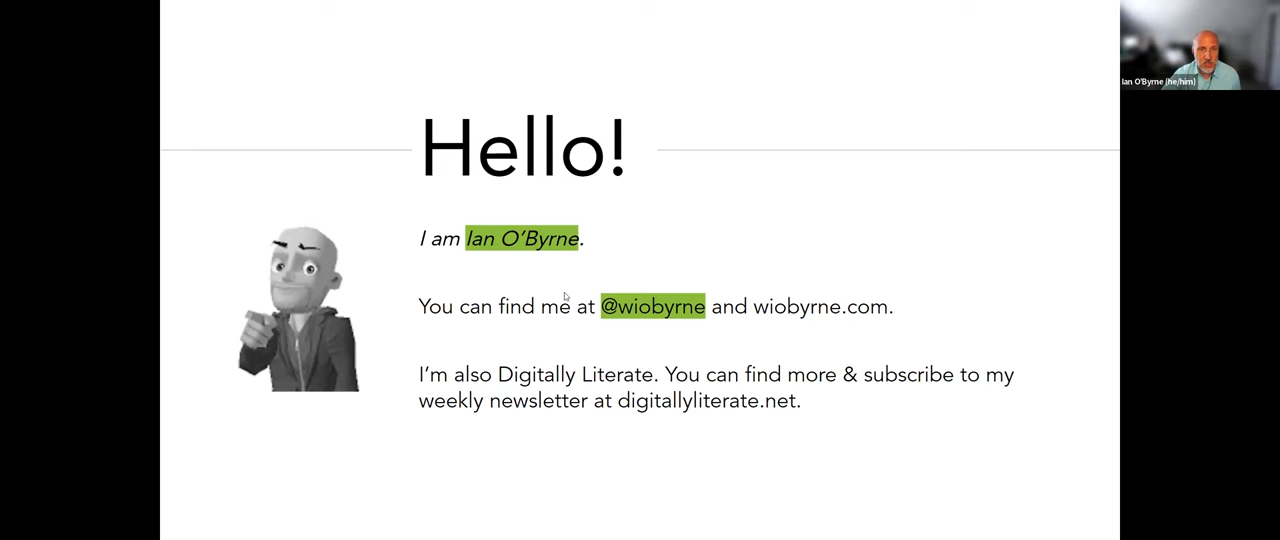 Hello!
Ian O'Byrne (he/him)
I am Ian O'Byrne.
You can find me at @wiobyrne and wiobyrne.com.
I'm also Digitally Literate. You can find more & subscribe to my
weekly newsletter at digitallyliterate.net.